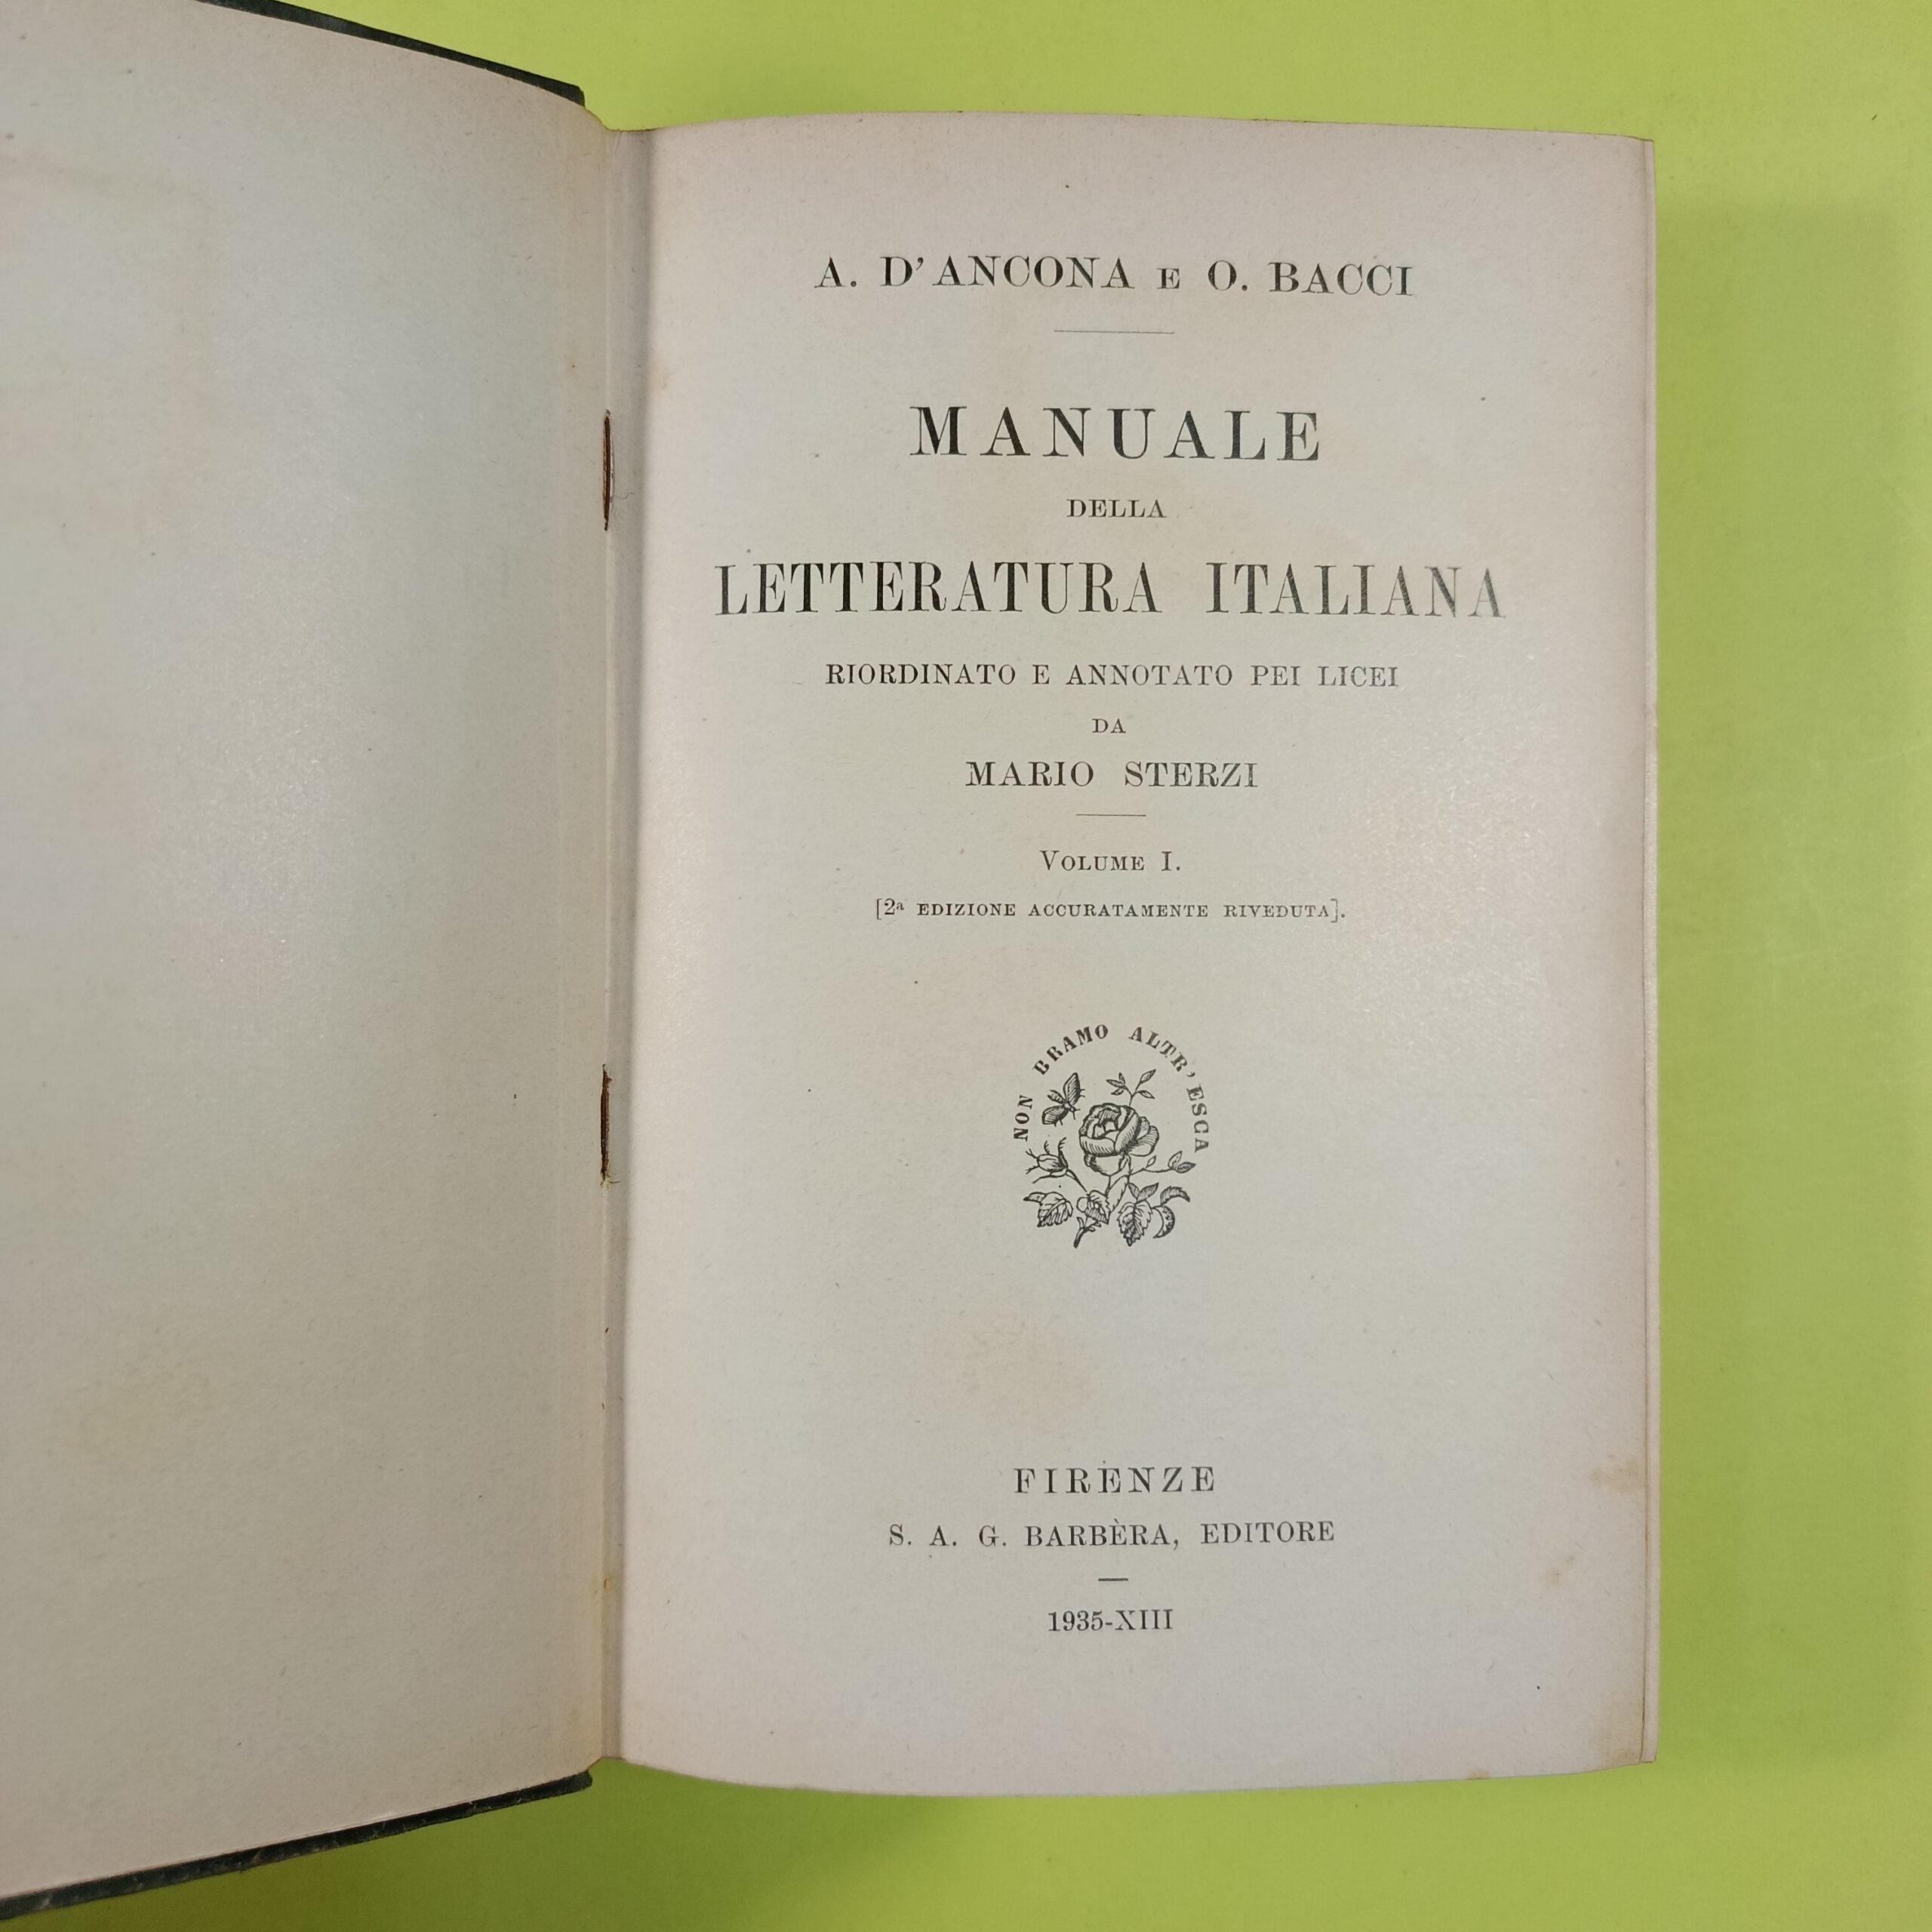 A. D'ANCONA E O. BACCI
MANUALE
DELLA
LETTERATURA ITALIANA
RIORDINATO E ANNOTATO PEI LICEI
DA
MARIO STERZI
VOLUME I.
[2ª EDIZIONE ACCURATAMENTE RIVEDUTA].
NON BRAMO ALTR'ESCA
FIRENZE
S. A. G. BARBÈRA, EDITORE
1935-XIII